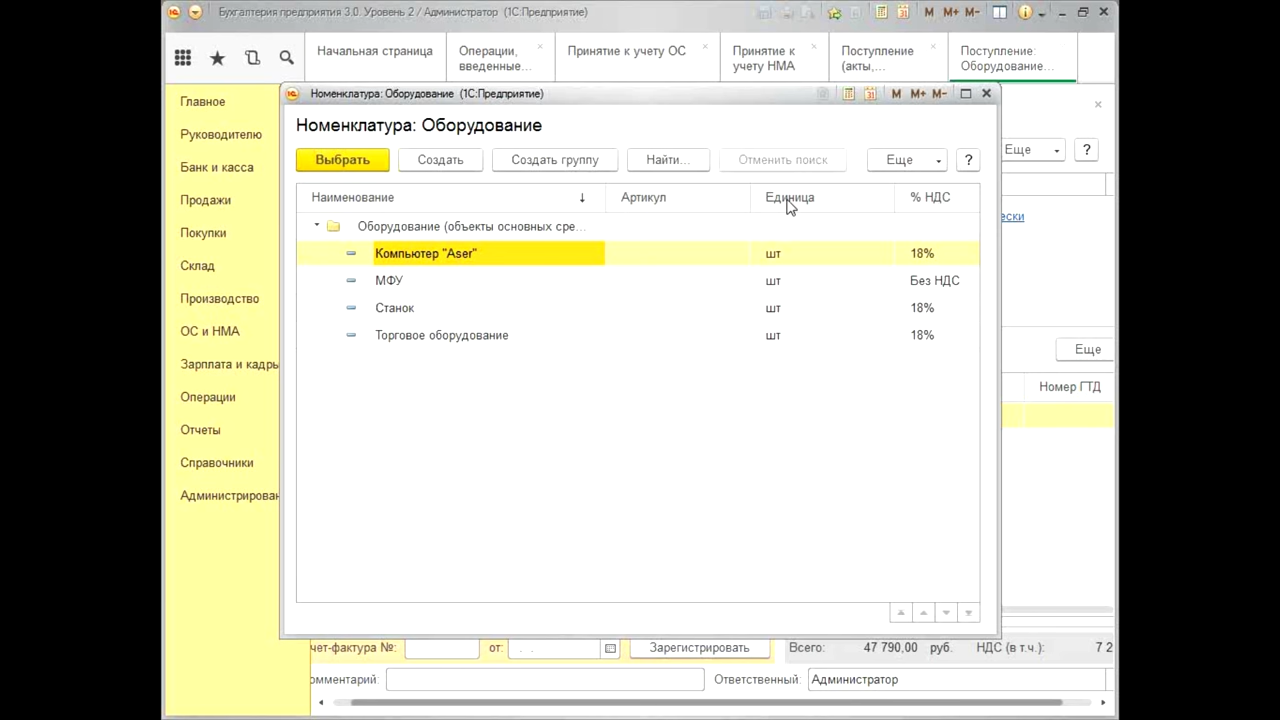 Бухгалтерия предприятия 3.0. Уровень 2 / Администратор (1С:Предприятие)
M M+ M-
Начальная страница
Операции, введенные...
Принятие к учету ОС
Принятие к учету НМА
Поступление (акты,...
Поступление: Оборудование...
Главное
Руководителю
Банк и касса
Продажи
Покупки
Склад
Производство
ОС и НМА
Зарплата и кадры
Операции
Отчеты
Справочники
Администрирован
Номенклатура: Оборудование (1С:Предприятие)
M M+ M-
Номенклатура: Оборудование
Выбрать Создать Создать группу Найти... Отменить поиск Еще ?
Наименование ↓ Артикул Единица % НДС
Оборудование (объекты основных сре...
Компьютер "Aser" шт 18%
МФУ шт Без НДС
Станок шт 18%
Торговое оборудование шт 18%
Еще ?
ески
Еще
Номер ГТД
чет-фактура №: от: . . Зарегистрировать Всего: 47 790,00 руб. НДС (в т.ч.): 7 2
омментарий: Ответственный: Администратор